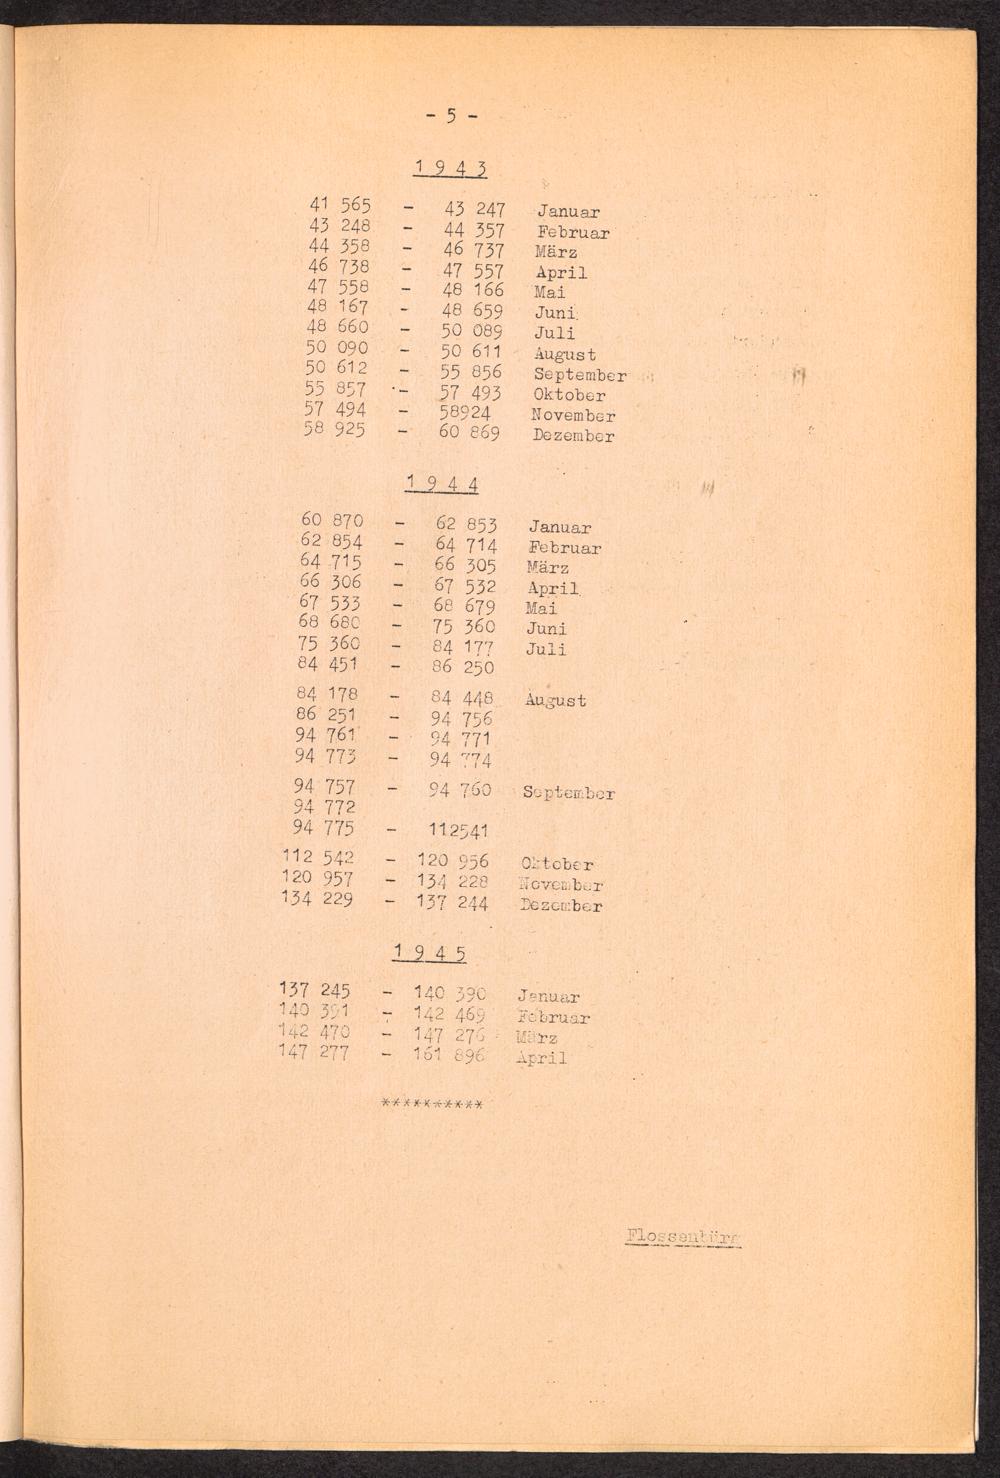 - 5 -
1 9 4 3
41 565 - 43 247 Januar
43 248 - 44 357 Februar
44 358 - 46 737 März
46 738 - 47 557 April
47 558 - 48 166 Mai
48 167 - 48 659 Juni
48 660 - 50 089 Juli
50 090 - 50 611 August
50 612 - 55 856 September
55 857 - 57 493 Oktober
57 494 - 58924 November
58 925 - 60 869 Dezember
1 9 4 4
60 870 - 62 853 Januar
62 854 - 64 714 Februar
64 715 - 66 305 März
66 306 - 67 532 April
67 533 - 68 679 Mai
68 680 - 75 360 Juni
75 360 - 84 177 Juli
84 451 - 86 250
84 178 - 84 448 August
86 251 - 94 756
94 761 - 94 771
94 773 - 94 774
94 757 - 94 760 September
94 772
94 775 - 112541
112 542 - 120 956 Oktober
120 957 - 134 228 November
134 229 - 137 244 Dezember
1 9 4 5
137 245 - 140 390 Januar
140 391 - 142 469 Februar
142 470 - 147 276 März
147 277 - 161 896 April
**********
Flossenbürg